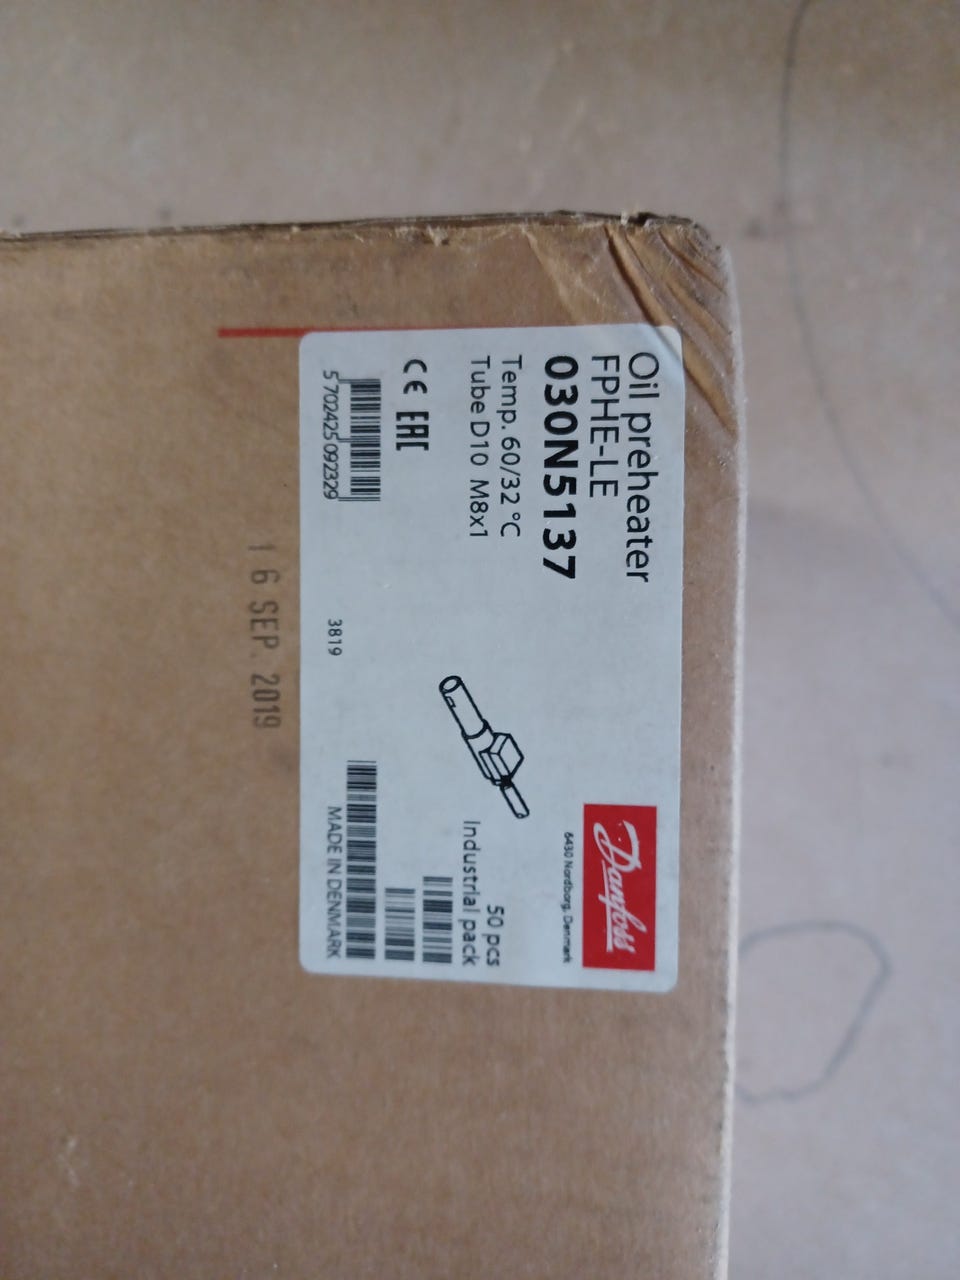 Oil preheater
FPHE-LE
030N5137
Temp. 60/32 °C
Tube D10 M8x1
CE EAC
5702425092329
3819
Danfoss
6430 Nordborg, Denmark
50 pcs
Industrial pack
MADE IN DENMARK
16 SEP. 2019